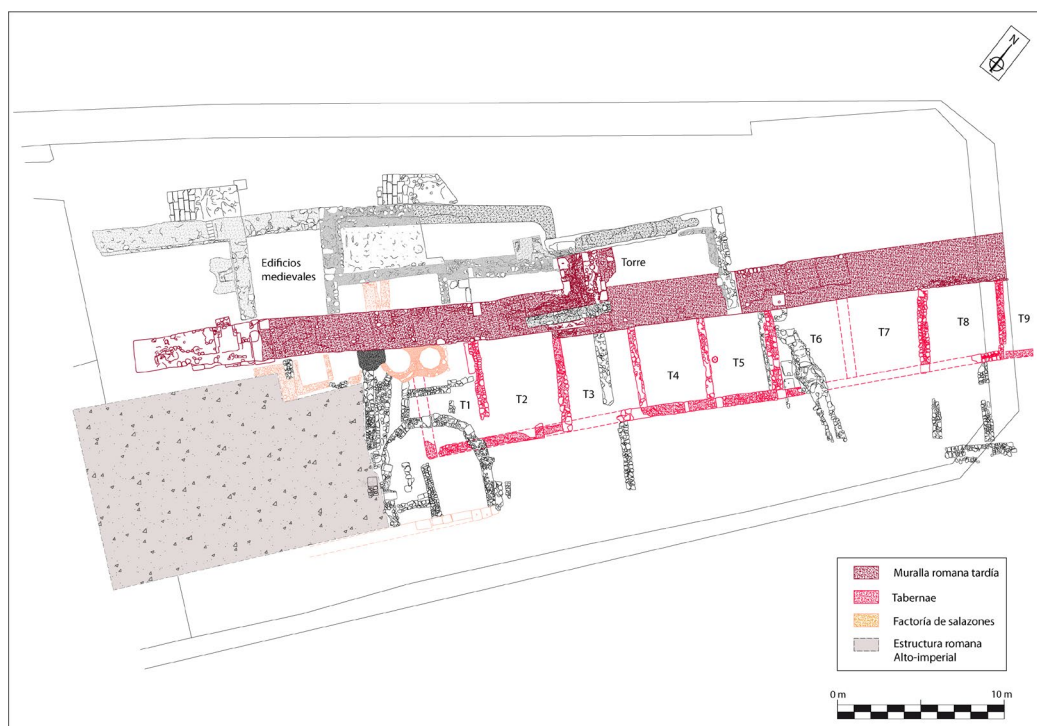 N
Edificios
medievales
Torre
T1
T2
T3
T4
T5
T6
T7
T8
T9
Muralla romana tardía
Tabernae
Factoría de salazones
Estructura romana
Alto-imperial
0 m
10 m